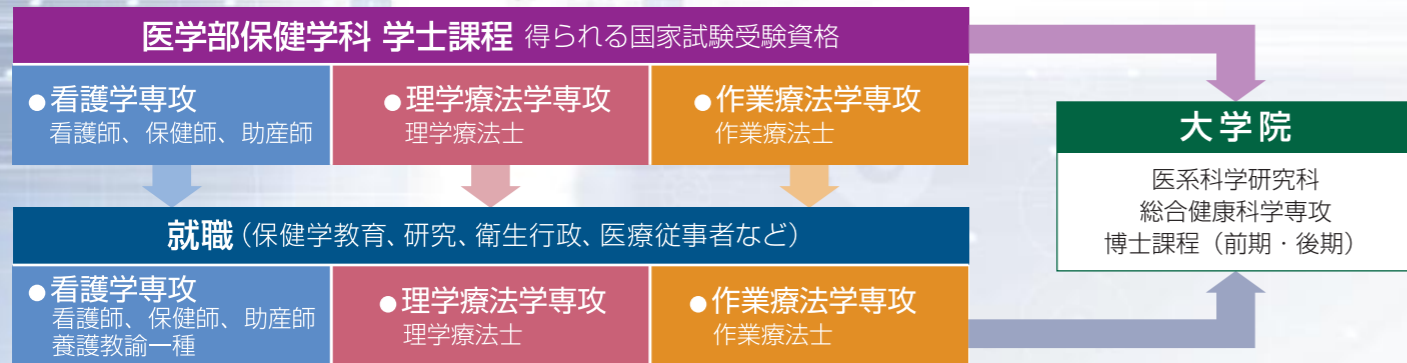 医学部保健学科 学士課程 得られる国家試験受験資格
●看護学専攻
看護師、保健師、助産師
●理学療法学専攻
理学療法士
●作業療法学専攻
作業療法士
就職(保健学教育、研究、衛生行政、医療従事者など)
●看護学専攻
看護師、保健師、助産師
養護教諭一種
●理学療法学専攻
理学療法士
●作業療法学専攻
作業療法士
大学院
医系科学研究科
総合健康科学専攻
博士課程(前期・後期)